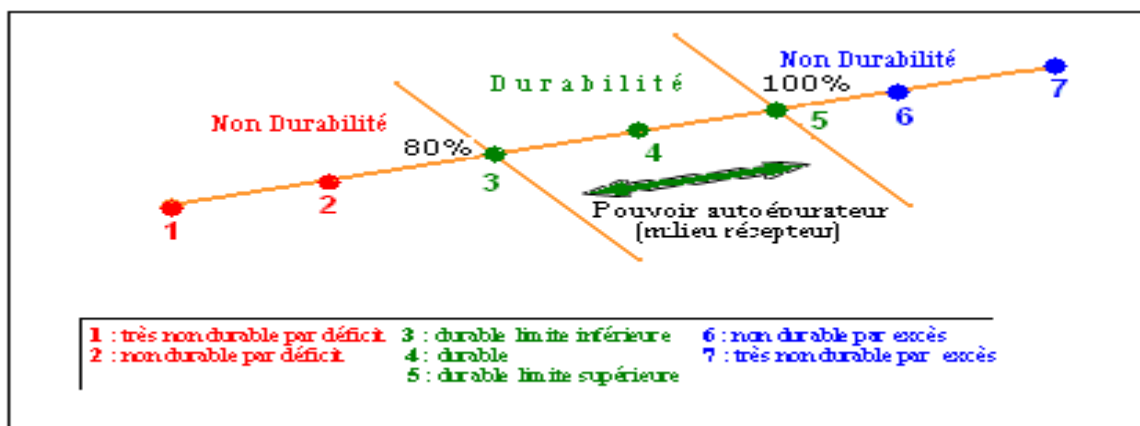 Non Durabilité
Durabilité
Non Durabilité
80%
100%
1
2
3
4
5
6
7
Pouvoir autoépurateur
(milieu récepteur)
1 : très non durable par déficit 3 : durable limite inférieure 6 : non durable par excès
2 : non durable par déficit 4 : durable 7 : très non durable par excès
5 : durable limite supérieure